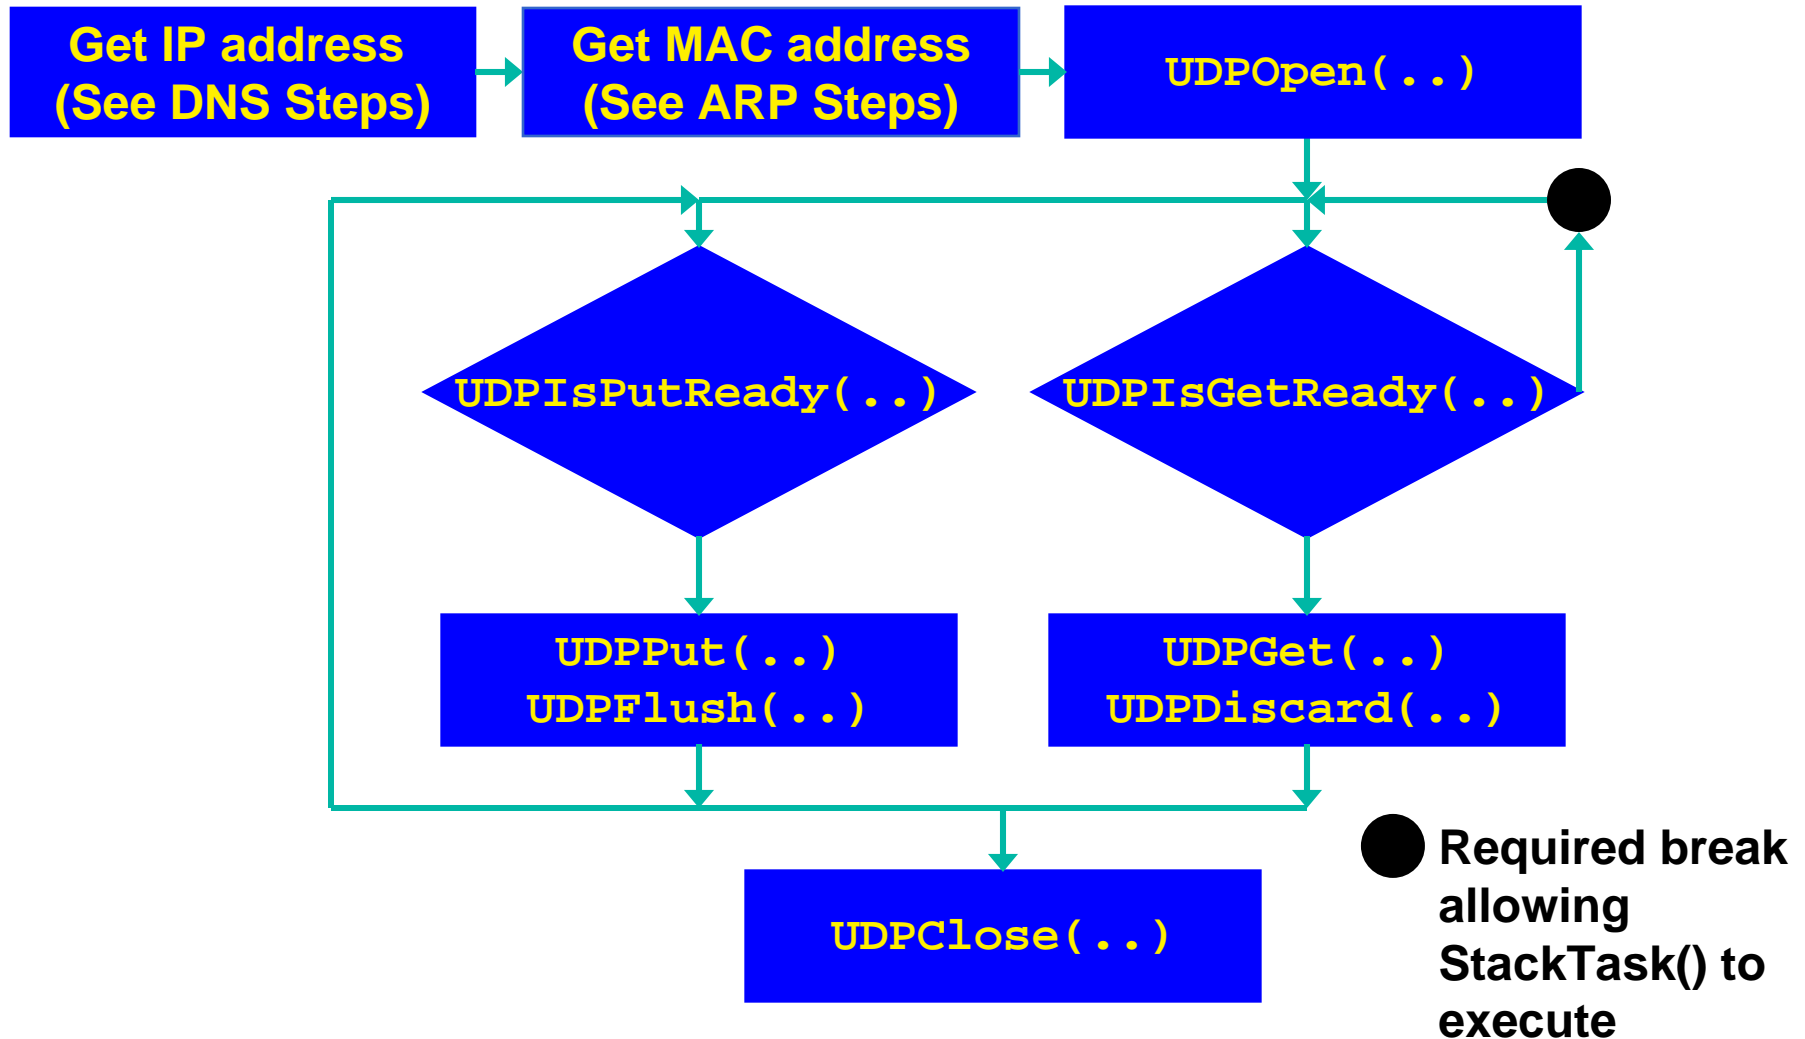 Get IP address
(See DNS Steps)
Get MAC address
(See ARP Steps)
UDPOpen(..)
UDPIsPutReady(..)
UDPIsGetReady(..)
UDPPut(..)
UDPFlush(..)
UDPGet(..)
UDPDiscard(..)
UDPClose(..)
Required break
allowing
StackTask() to
execute